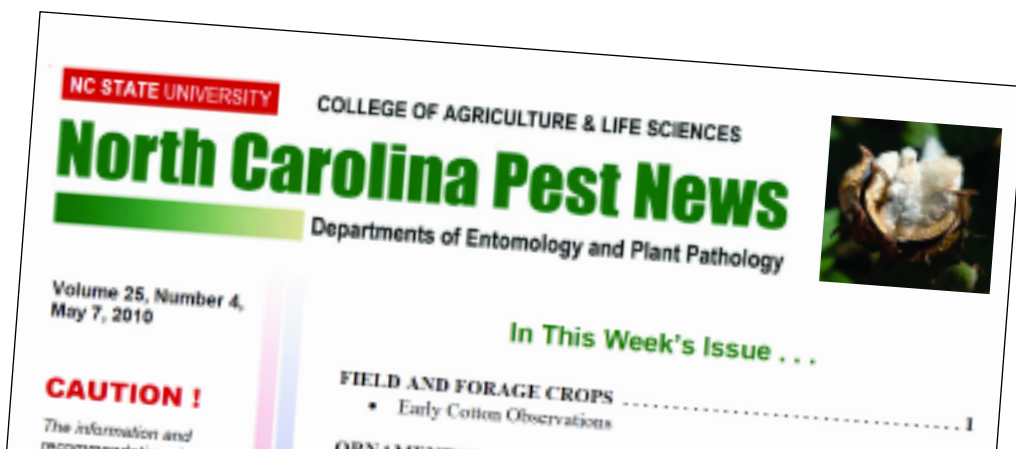 NC STATE UNIVERSITY
COLLEGE OF AGRICULTURE & LIFE SCIENCES
North Carolina Pest News
Departments of Entomology and Plant Pathology
Volume 25, Number 4,
May 7, 2010
In This Week's Issue . . .
CAUTION !
The information and
FIELD AND FORAGE CROPS ........................................ 1
• Early Cotton Observations